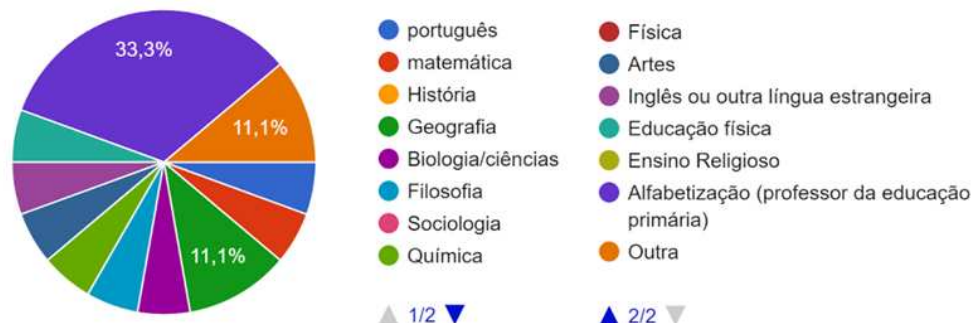 33,3%
11,1%
11,1%
português
matemática
História
Geografia
Biologia/ciências
Filosofia
Sociologia
Química
1/2
Física
Artes
Inglês ou outra língua estrangeira
Educação física
Ensino Religioso
Alfabetização (professor da educação
primária)
Outra
2/2